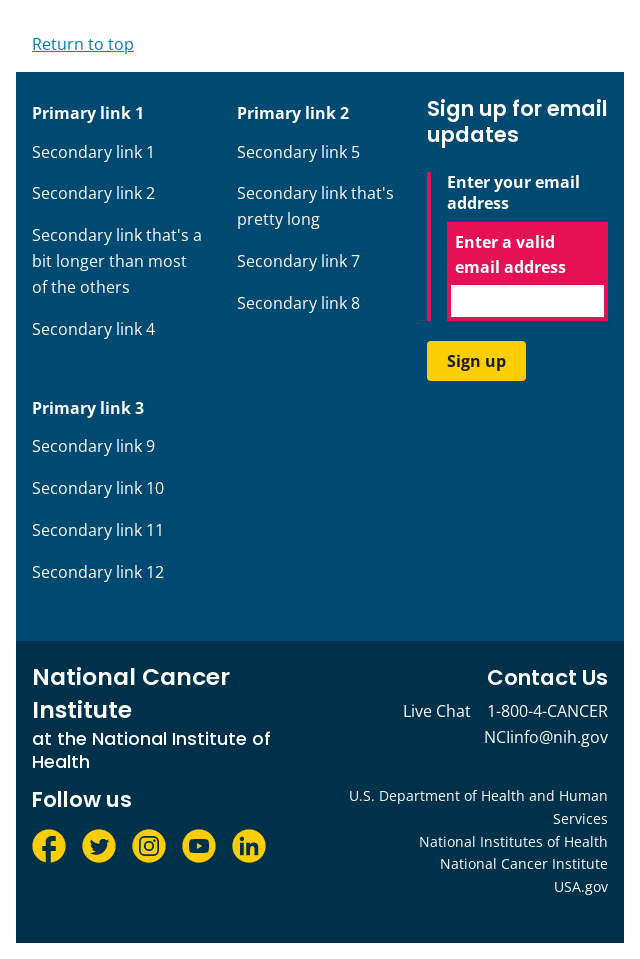 Return to top
Primary link 1
Secondary link 1
Secondary link 2
Secondary link that's a
bit longer than most
of the others
Secondary link 4
Primary link 2
Secondary link 5
Secondary link that's
pretty long
Secondary link 7
Secondary link 8
Primary link 3
Secondary link 9
Secondary link 10
Secondary link 11
Secondary link 12
Sign up for email
updates
Enter your email
address
Enter a valid
email address
Sign up
National Cancer
Institute
at the National Institute of
Health
Follow us
Contact Us
Live Chat 1-800-4-CANCER
NCIinfo@nih.gov
U.S. Department of Health and Human
Services
National Institutes of Health
National Cancer Institute
USA.gov